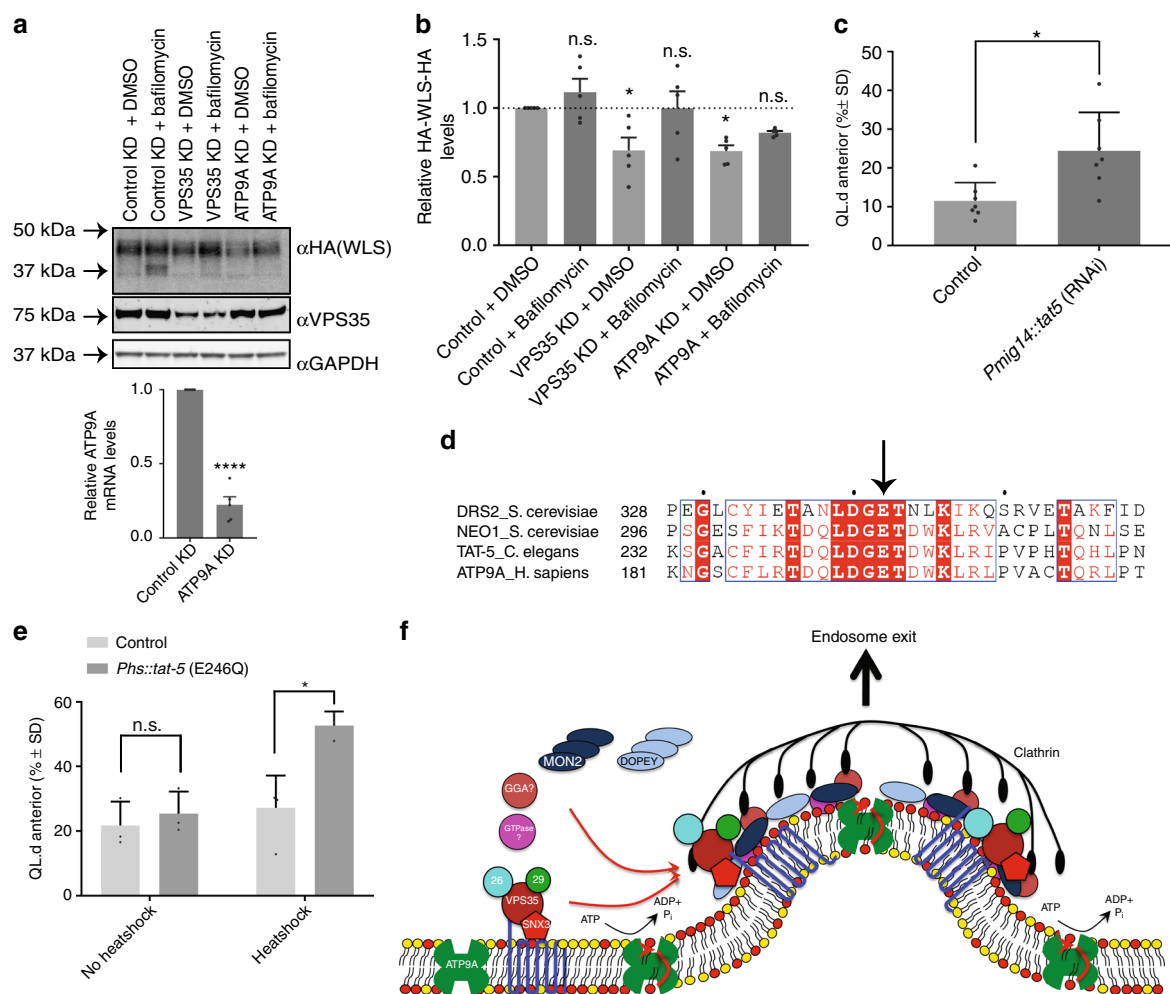 a
Control KD + DMSO
Control KD + bafilomycin
VPS35 KD + DMSO
VPS35 KD + bafilomycin
ATP9A KD + DMSO
ATP9A KD + bafilomycin
50 kDa
αHA(WLS)
37 kDa
75 kDa
αVPS35
37 kDa
αGAPDH
Relative ATP9A
mRNA levels
1.0
0.5
0.0
****
Control KD
ATP9A KD
b
Relative HA-WLS-HA
levels
1.5
1.0
0.5
0.0
n.s.
*
n.s.
*
n.s.
Control + DMSO
Control + Bafilomycin
VPS35 KD + DMSO
VPS35 KD + Bafilomycin
ATP9A KD + DMSO
ATP9A + Bafilomycin
c
QL.d anterior (%± SD)
50
40
30
20
10
0
*
Control
Pmig14::tat5 (RNAi)
d
DRS2_S. cerevisiae 328 PEGLCYIETANLDGETNLKIKQSRVETAKFID
NEO1_S. cerevisiae 296 PSGESFIKTDQLDGETDWKLRVACPLTQNLSE
TAT-5_C. elegans 232 KSGACFIRTDQLDGETDWKLRIPVPHTQHLPN
ATP9A_H. sapiens 181 KNGSCFLRTDQLDGETDWKLRLPVACTQRLPT
e
Control
Phs::tat-5 (E246Q)
QL.d anterior (% ± SD)
60
40
20
0
n.s.
*
No heatshock
Heatshock
f
Endosome exit
Clathrin
MON2
DOPEY
GGA?
GTPase
?
26
29
VPS35
SNX3
ATP9A
ATP
ADP+
Pi
ATP
ADP+
Pi